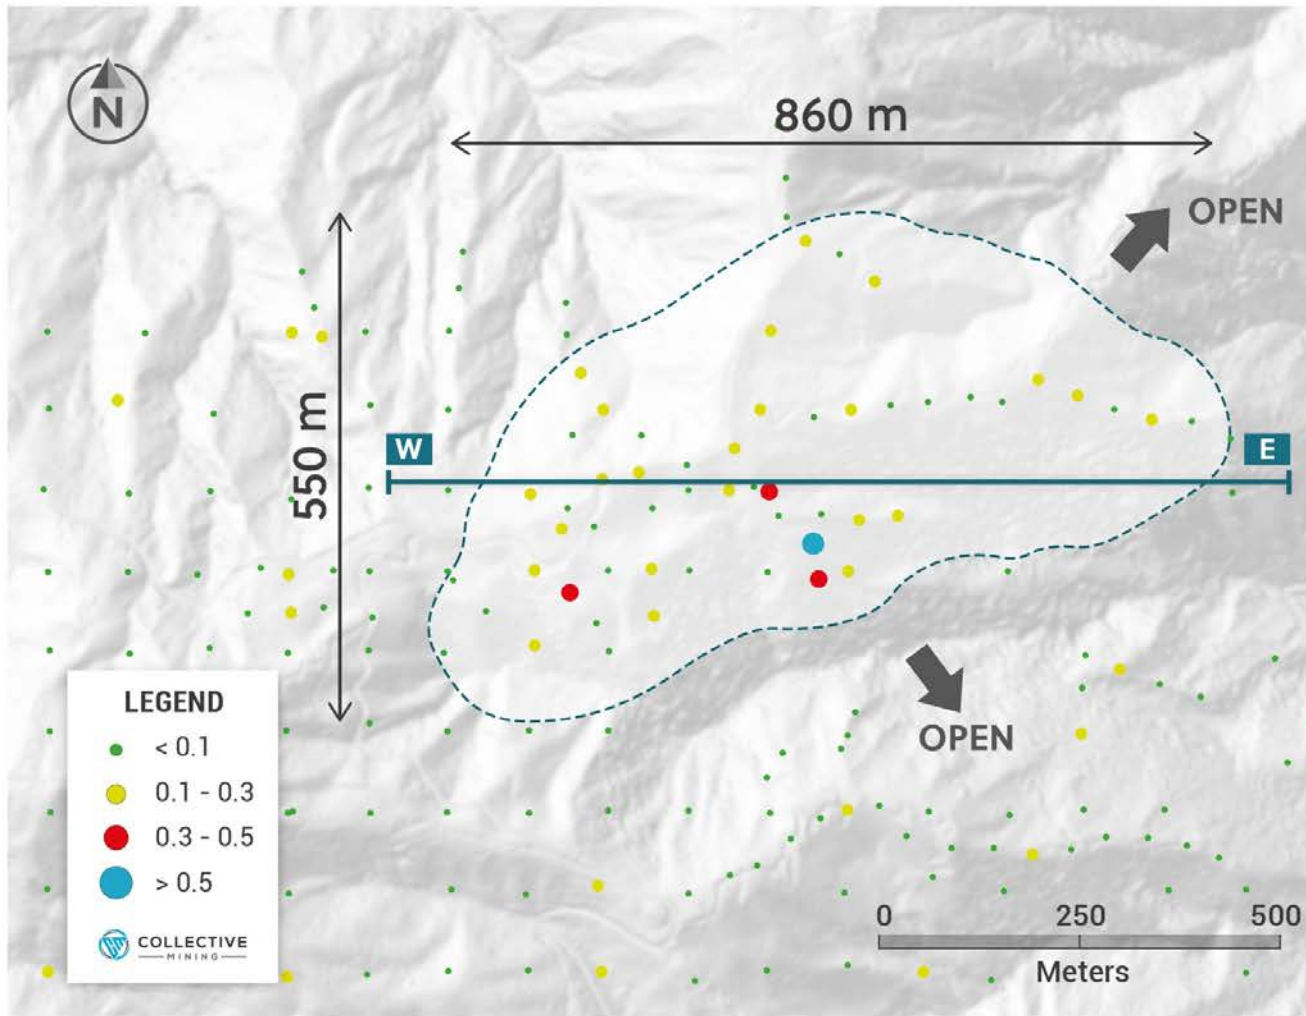 N
860 m
OPEN
550 m
W
E
OPEN
LEGEND
< 0.1
0.1 - 0.3
0.3 - 0.5
> 0.5
COLLECTIVE
MINING
0 250 500
Meters